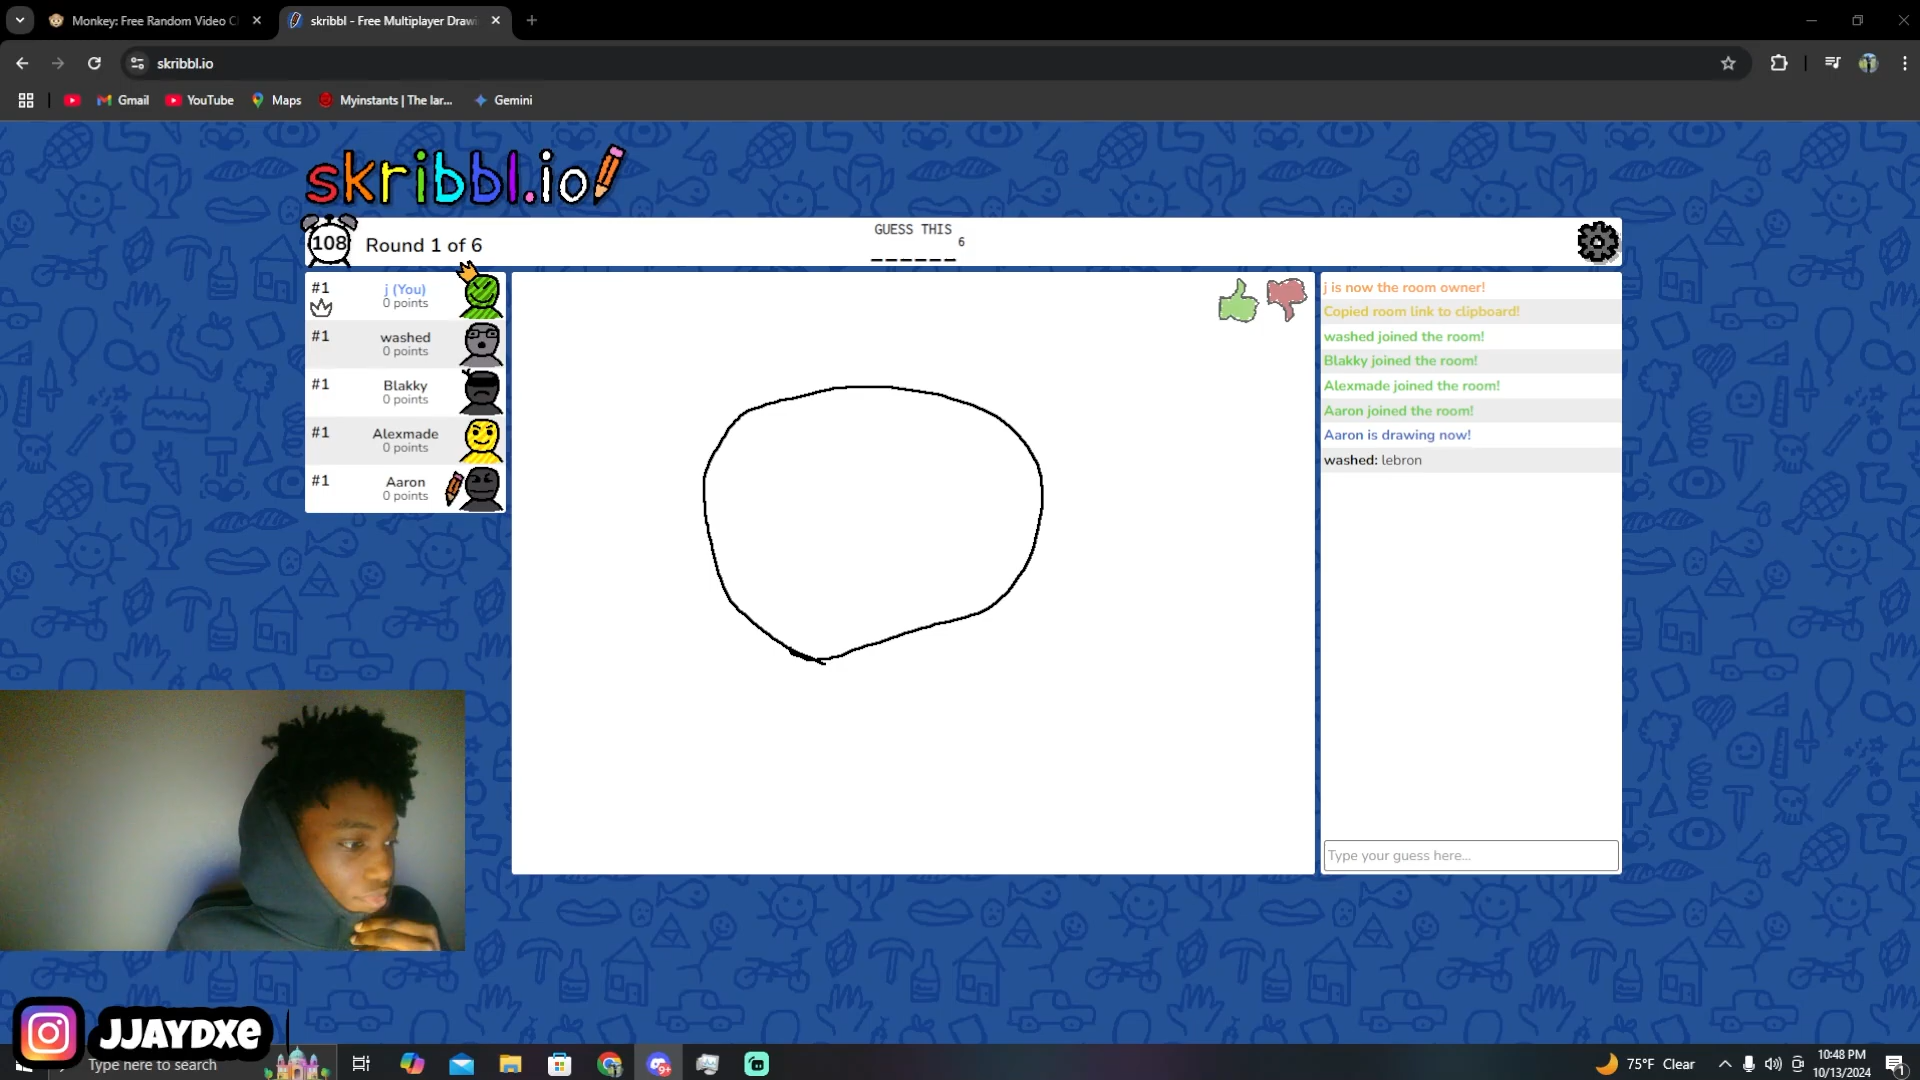 Monkey: Free Random Video C
skribbl - Free Multiplayer Drawi
skribbl.io
Gmail
YouTube
Maps
Myinstants | The lar...
Gemini
skribbl.io
108
Round 1 of 6
GUESS THIS
______ 6
#1
j (You)
0 points
#1
washed
0 points
#1
Blakky
0 points
#1
Alexmade
0 points
#1
Aaron
0 points
j is now the room owner!
Copied room link to clipboard!
washed joined the room!
Blakky joined the room!
Alexmade joined the room!
Aaron joined the room!
Aaron is drawing now!
washed: lebron
Type your guess here...
JJAYDXE
Type here to search
9+
75°F Clear
10:48 PM
10/13/2024
1